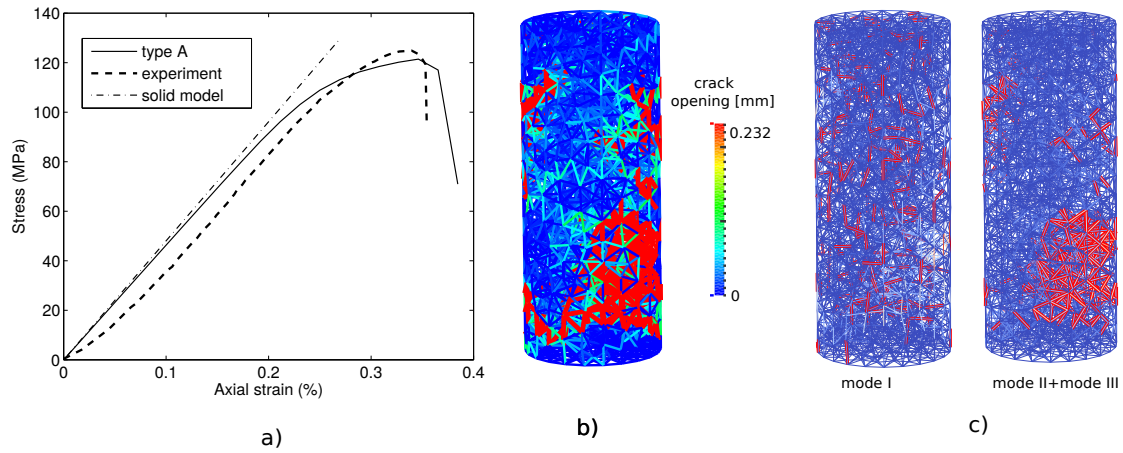 140
120
100
80
60
40
20
0
Stress (MPa)
type A
experiment
solid model
0
0.1
0.2
0.3
0.4
Axial strain (%)
a)
crack
opening [mm]
0.232
0
b)
mode I
mode II+mode III
c)